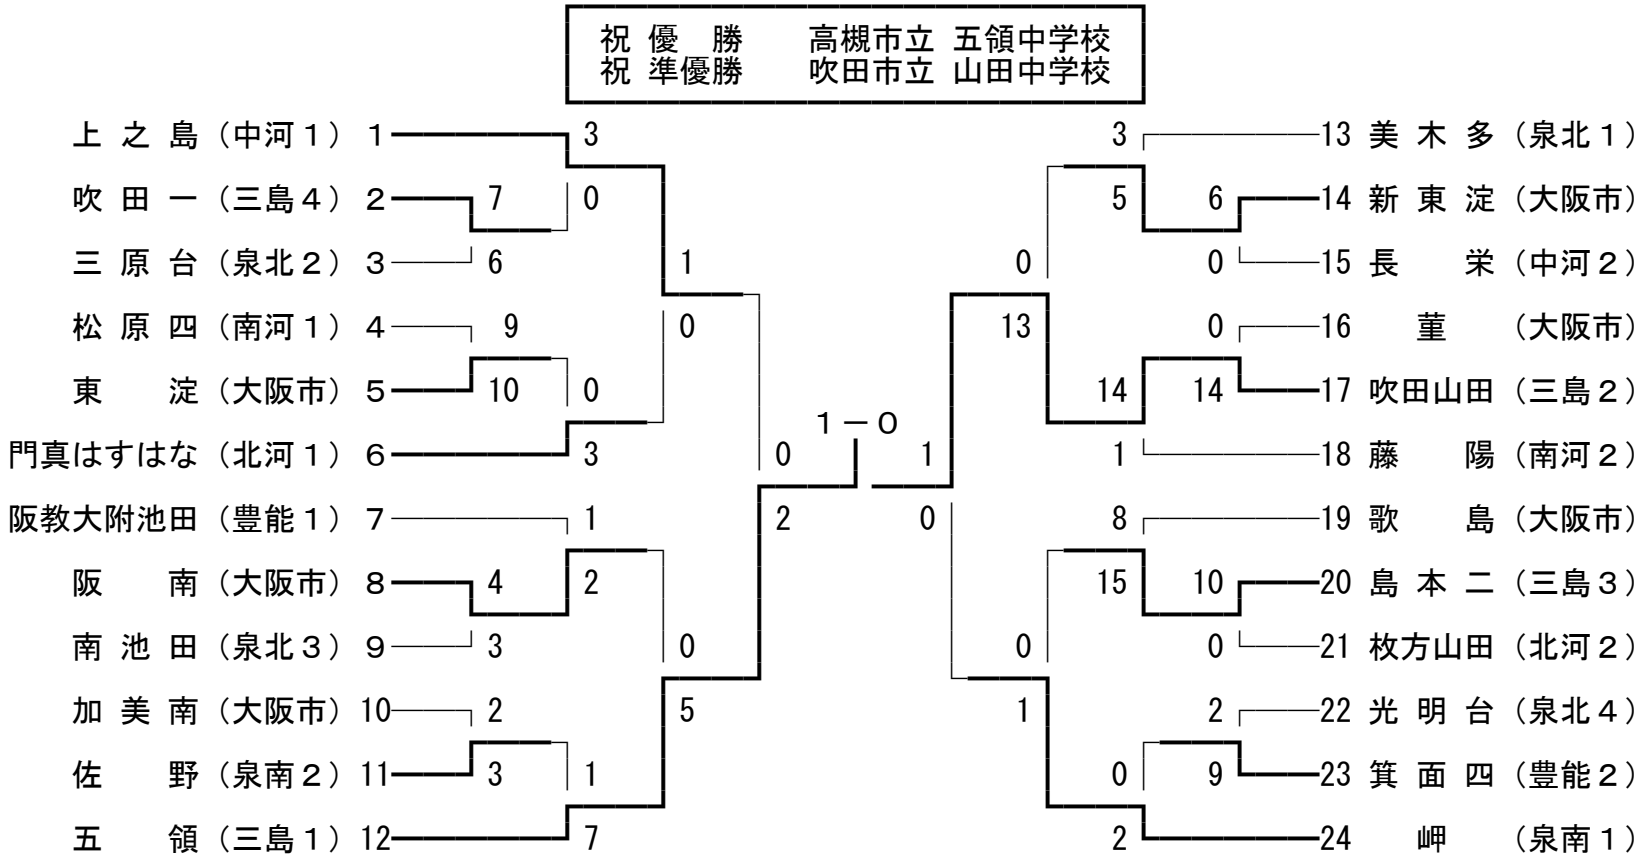 祝 優　勝　　高槻市立 五領中学校
祝 準優勝　　吹田市立 山田中学校
上 之 島（中河１）1 3 3 13 美 木 多（泉北１）
吹 田 一（三島４）2 7 0 5 6 14 新 東 淀（大阪市）
三 原 台（泉北２）3 6 1 0 0 15 長　　栄（中河２）
松 原 四（南河１）4 9 0 13 0 16 菫（大阪市）
東　　淀（大阪市）5 10 0 14 14 17 吹田山田（三島２）
１－０
門真はすはな（北河１）6 3 0 1 1 18 藤　　陽（南河２）
阪教大附池田（豊能１）7 1 2 0 8 19 歌　　島（大阪市）
阪　　南（大阪市）8 4 2 15 10 20 島 本 二（三島３）
南 池 田（泉北３）9 3 0 0 0 21 枚方山田（北河２）
加 美 南（大阪市）10 2 5 1 2 22 光 明 台（泉北４）
佐　　野（泉南２）11 3 1 0 9 23 箕 面 四（豊能２）
五　　領（三島１）12 7 2 24 岬（泉南１）